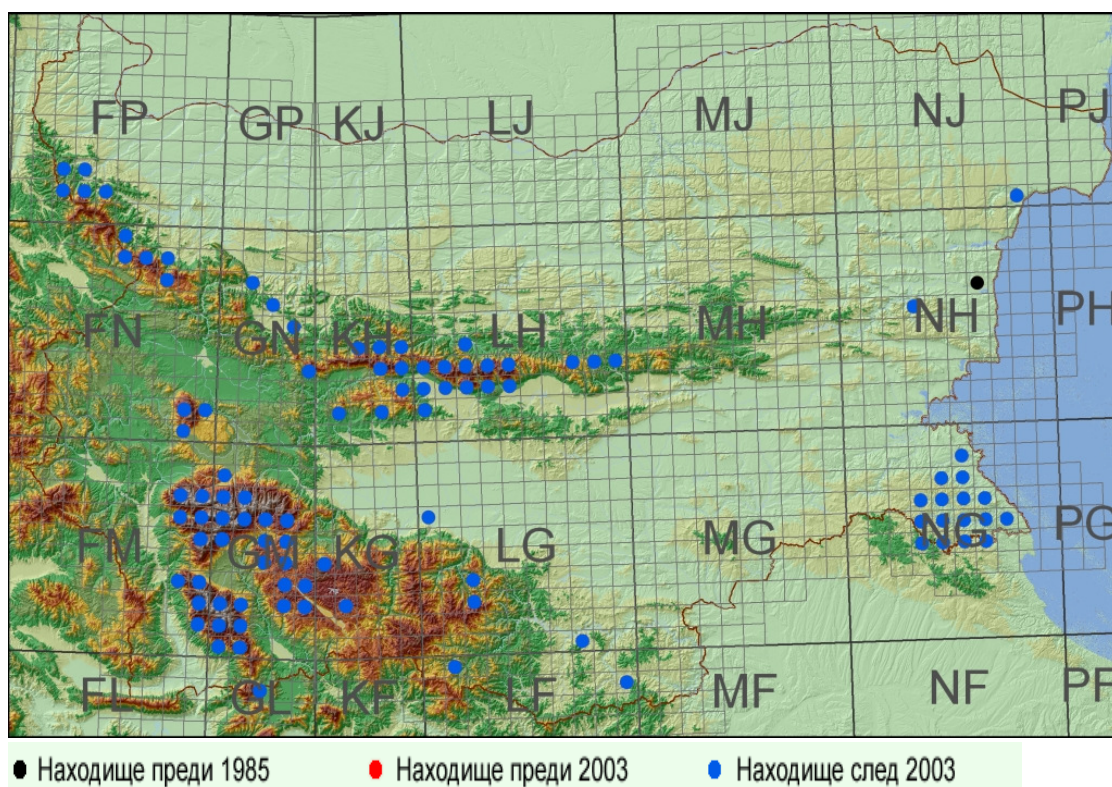 FP GP KJ LJ MJ NJ PJ
FN GN KH LH MH NH PH
FM GM KG LG MG NG PG
FL GL KF LF MF NF PF
Находище преди 1985 Находище преди 2003 Находище след 2003